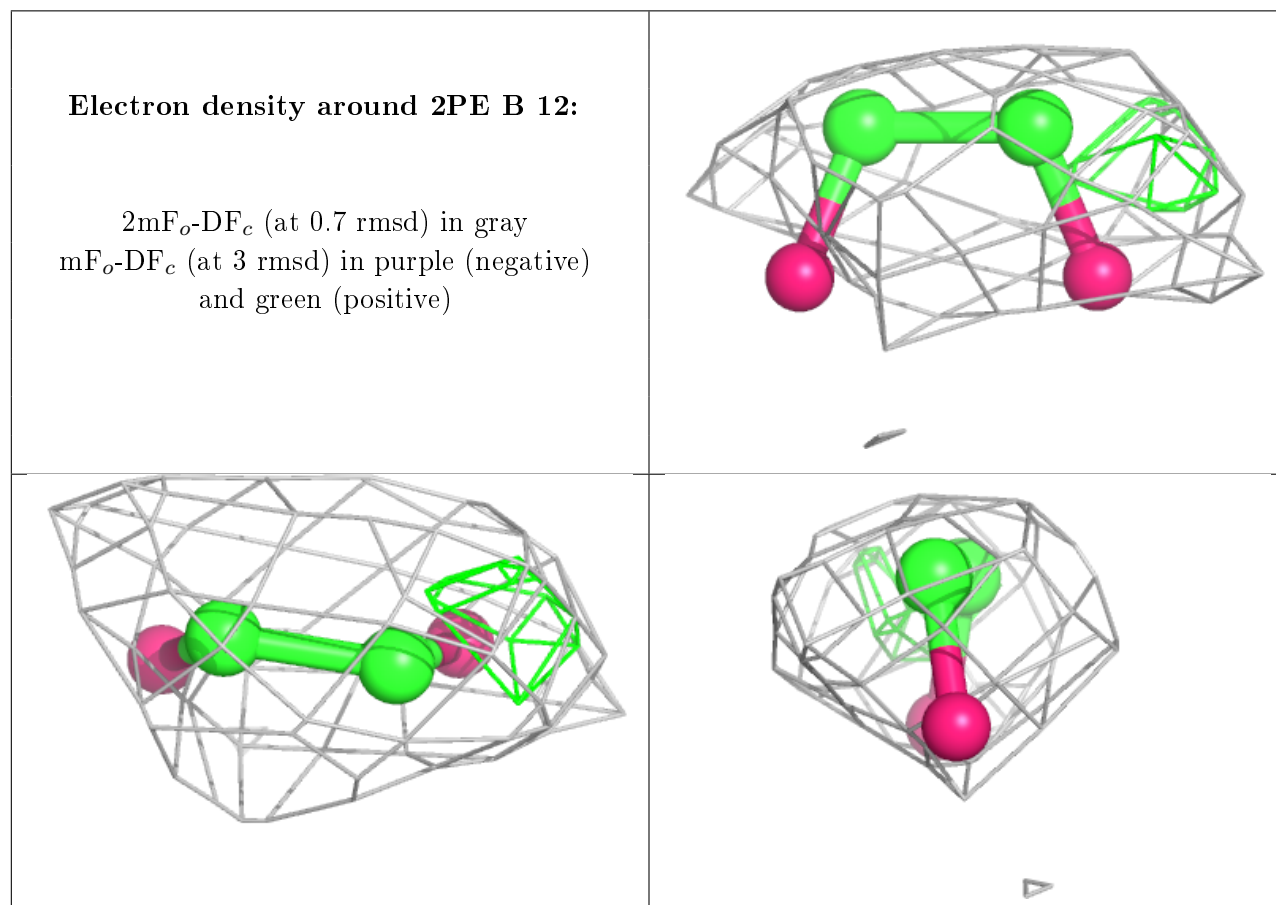 Electron density around 2PE B 12:
2mFₒ-DF𝒸 (at 0.7 rmsd) in gray
mFₒ-DF𝒸 (at 3 rmsd) in purple (negative)
and green (positive)